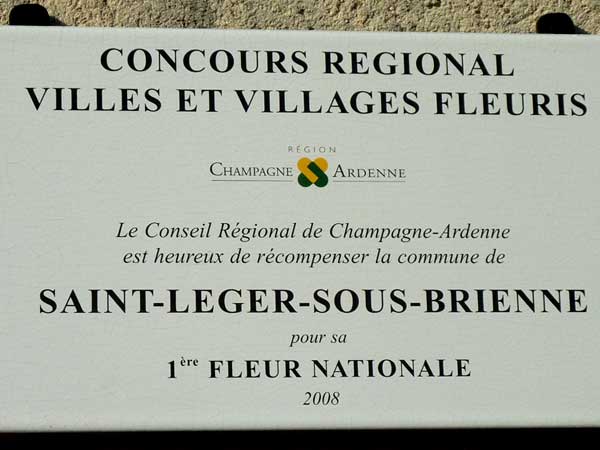 CONCOURS REGIONAL
VILLES ET VILLAGES FLEURIS
RÉGION
CHAMPAGNE ARDENNE
Le Conseil Régional de Champagne-Ardenne
est heureux de récompenser la commune de
SAINT-LEGER-SOUS-BRIENNE
pour sa
1ère FLEUR NATIONALE
2008